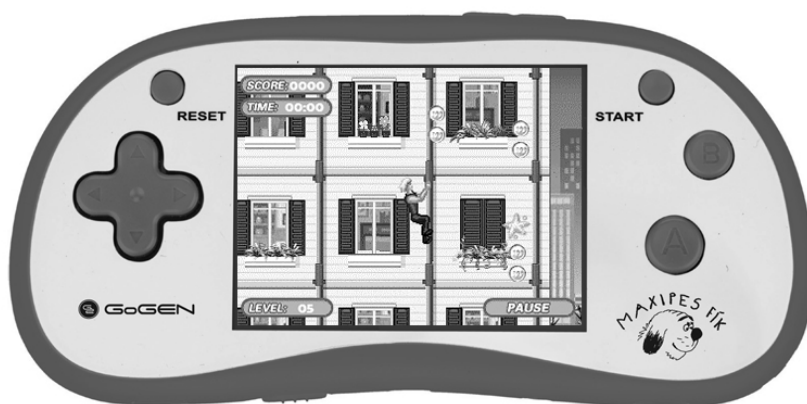 SCORE: 0000
TIME: 00:00
RESET
START
B
A
GoGEN
LEVEL: 05
PAUSE
MAXIPES FÍK